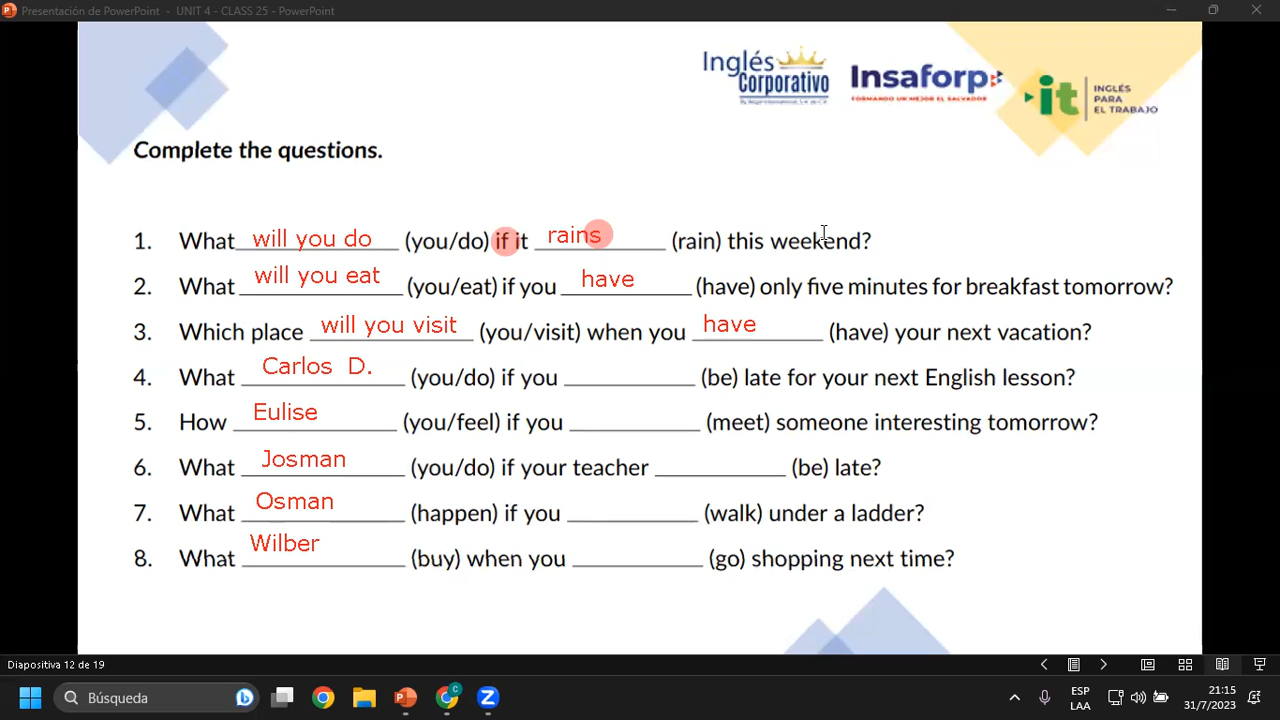 Presentación de PowerPoint - UNIT 4 - CLASS 25 - PowerPoint
Inglés Corporativo
Insaforp
FORMANDO UN MEJOR EL SALVADOR
it INGLÉS PARA EL TRABAJO
Complete the questions.
1. What will you do (you/do) if it rains (rain) this weekend?
2. What will you eat (you/eat) if you have (have) only five minutes for breakfast tomorrow?
3. Which place will you visit (you/visit) when you have (have) your next vacation?
4. What Carlos D. (you/do) if you ____________ (be) late for your next English lesson?
5. How Eulise (you/feel) if you ____________ (meet) someone interesting tomorrow?
6. What Josman (you/do) if your teacher ____________ (be) late?
7. What Osman (happen) if you ____________ (walk) under a ladder?
8. What Wilber (buy) when you ____________ (go) shopping next time?
Diapositiva 12 de 19
Búsqueda
ESP
LAA
21:15
31/7/2023